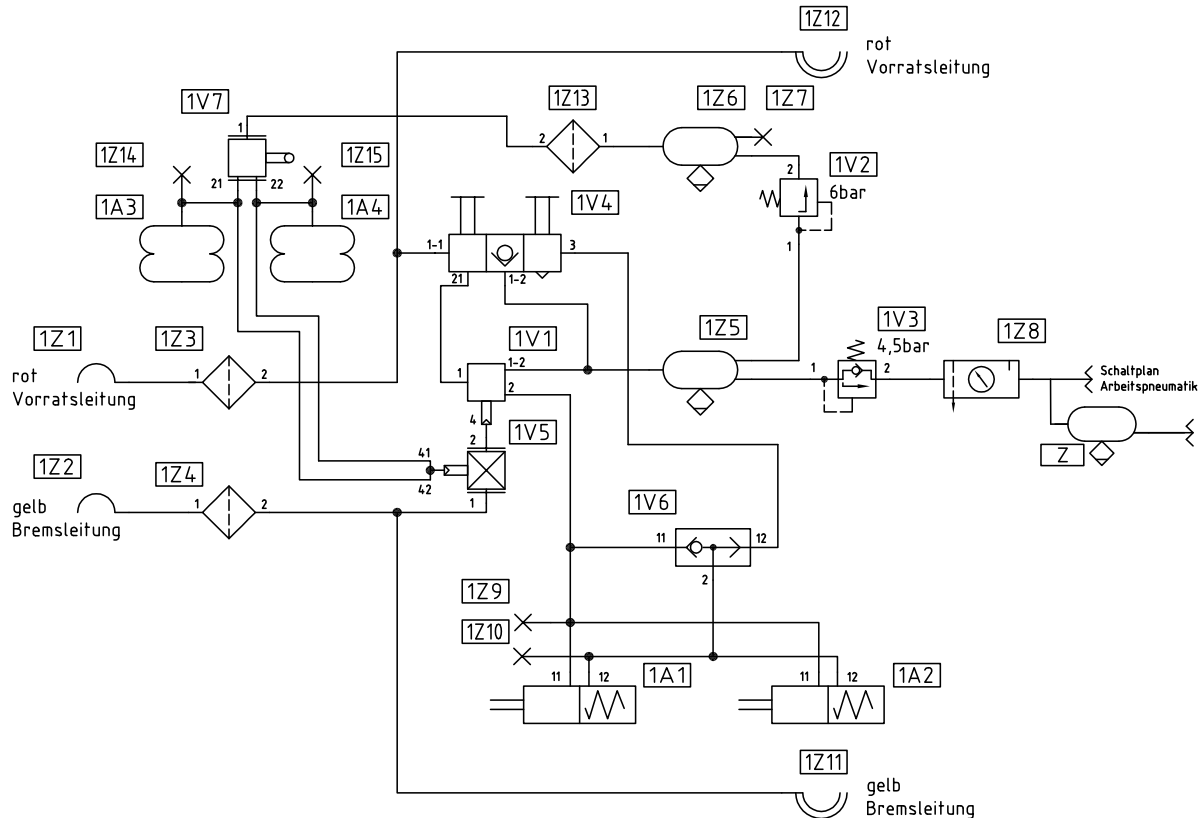 1Z12
rot
Vorratsleitung
1V7
1Z13
1Z6
1Z7
1
2
1
1Z14
1Z15
1V2
2
6bar
21
22
1A3
1A4
1V4
1-1
3
1
21
1-2
1Z1
1Z3
1V1
1Z5
1V3
4,5bar
1Z8
rot
Vorratsleitung
1
2
1-2
1
2
1
2
Schaltplan
Arbeitspneumatik
4
1V5
2
Z
1Z2
1Z4
41
42
gelb
Bremsleitung
1
2
1
1V6
11
12
2
1Z9
1Z10
1A1
1A2
11
12
11
12
1Z11
gelb
Bremsleitung